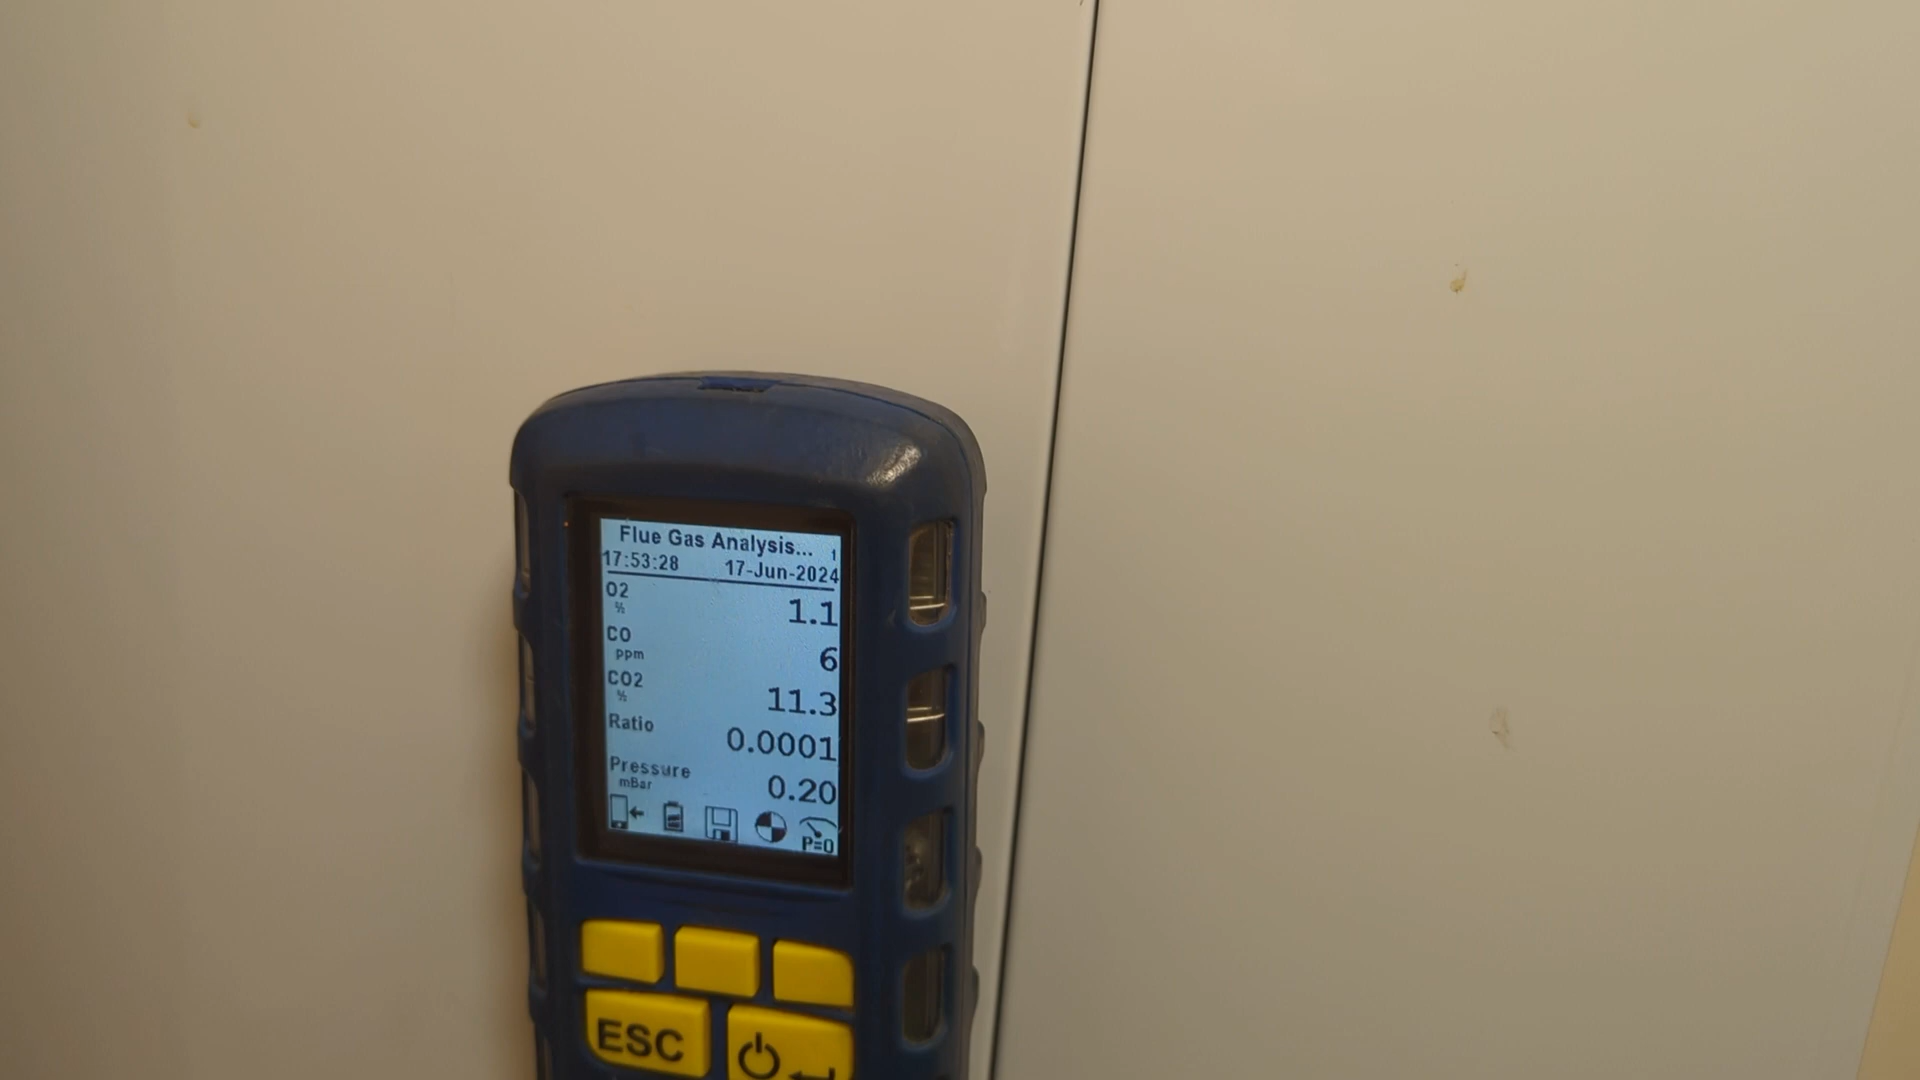 Flue Gas Analysis... 1
17:53:28 17-Jun-2024
O2 % 1.1
CO ppm 6
CO2 % 11.3
Ratio 0.0001
Pressure mBar 0.20
P=0
ESC